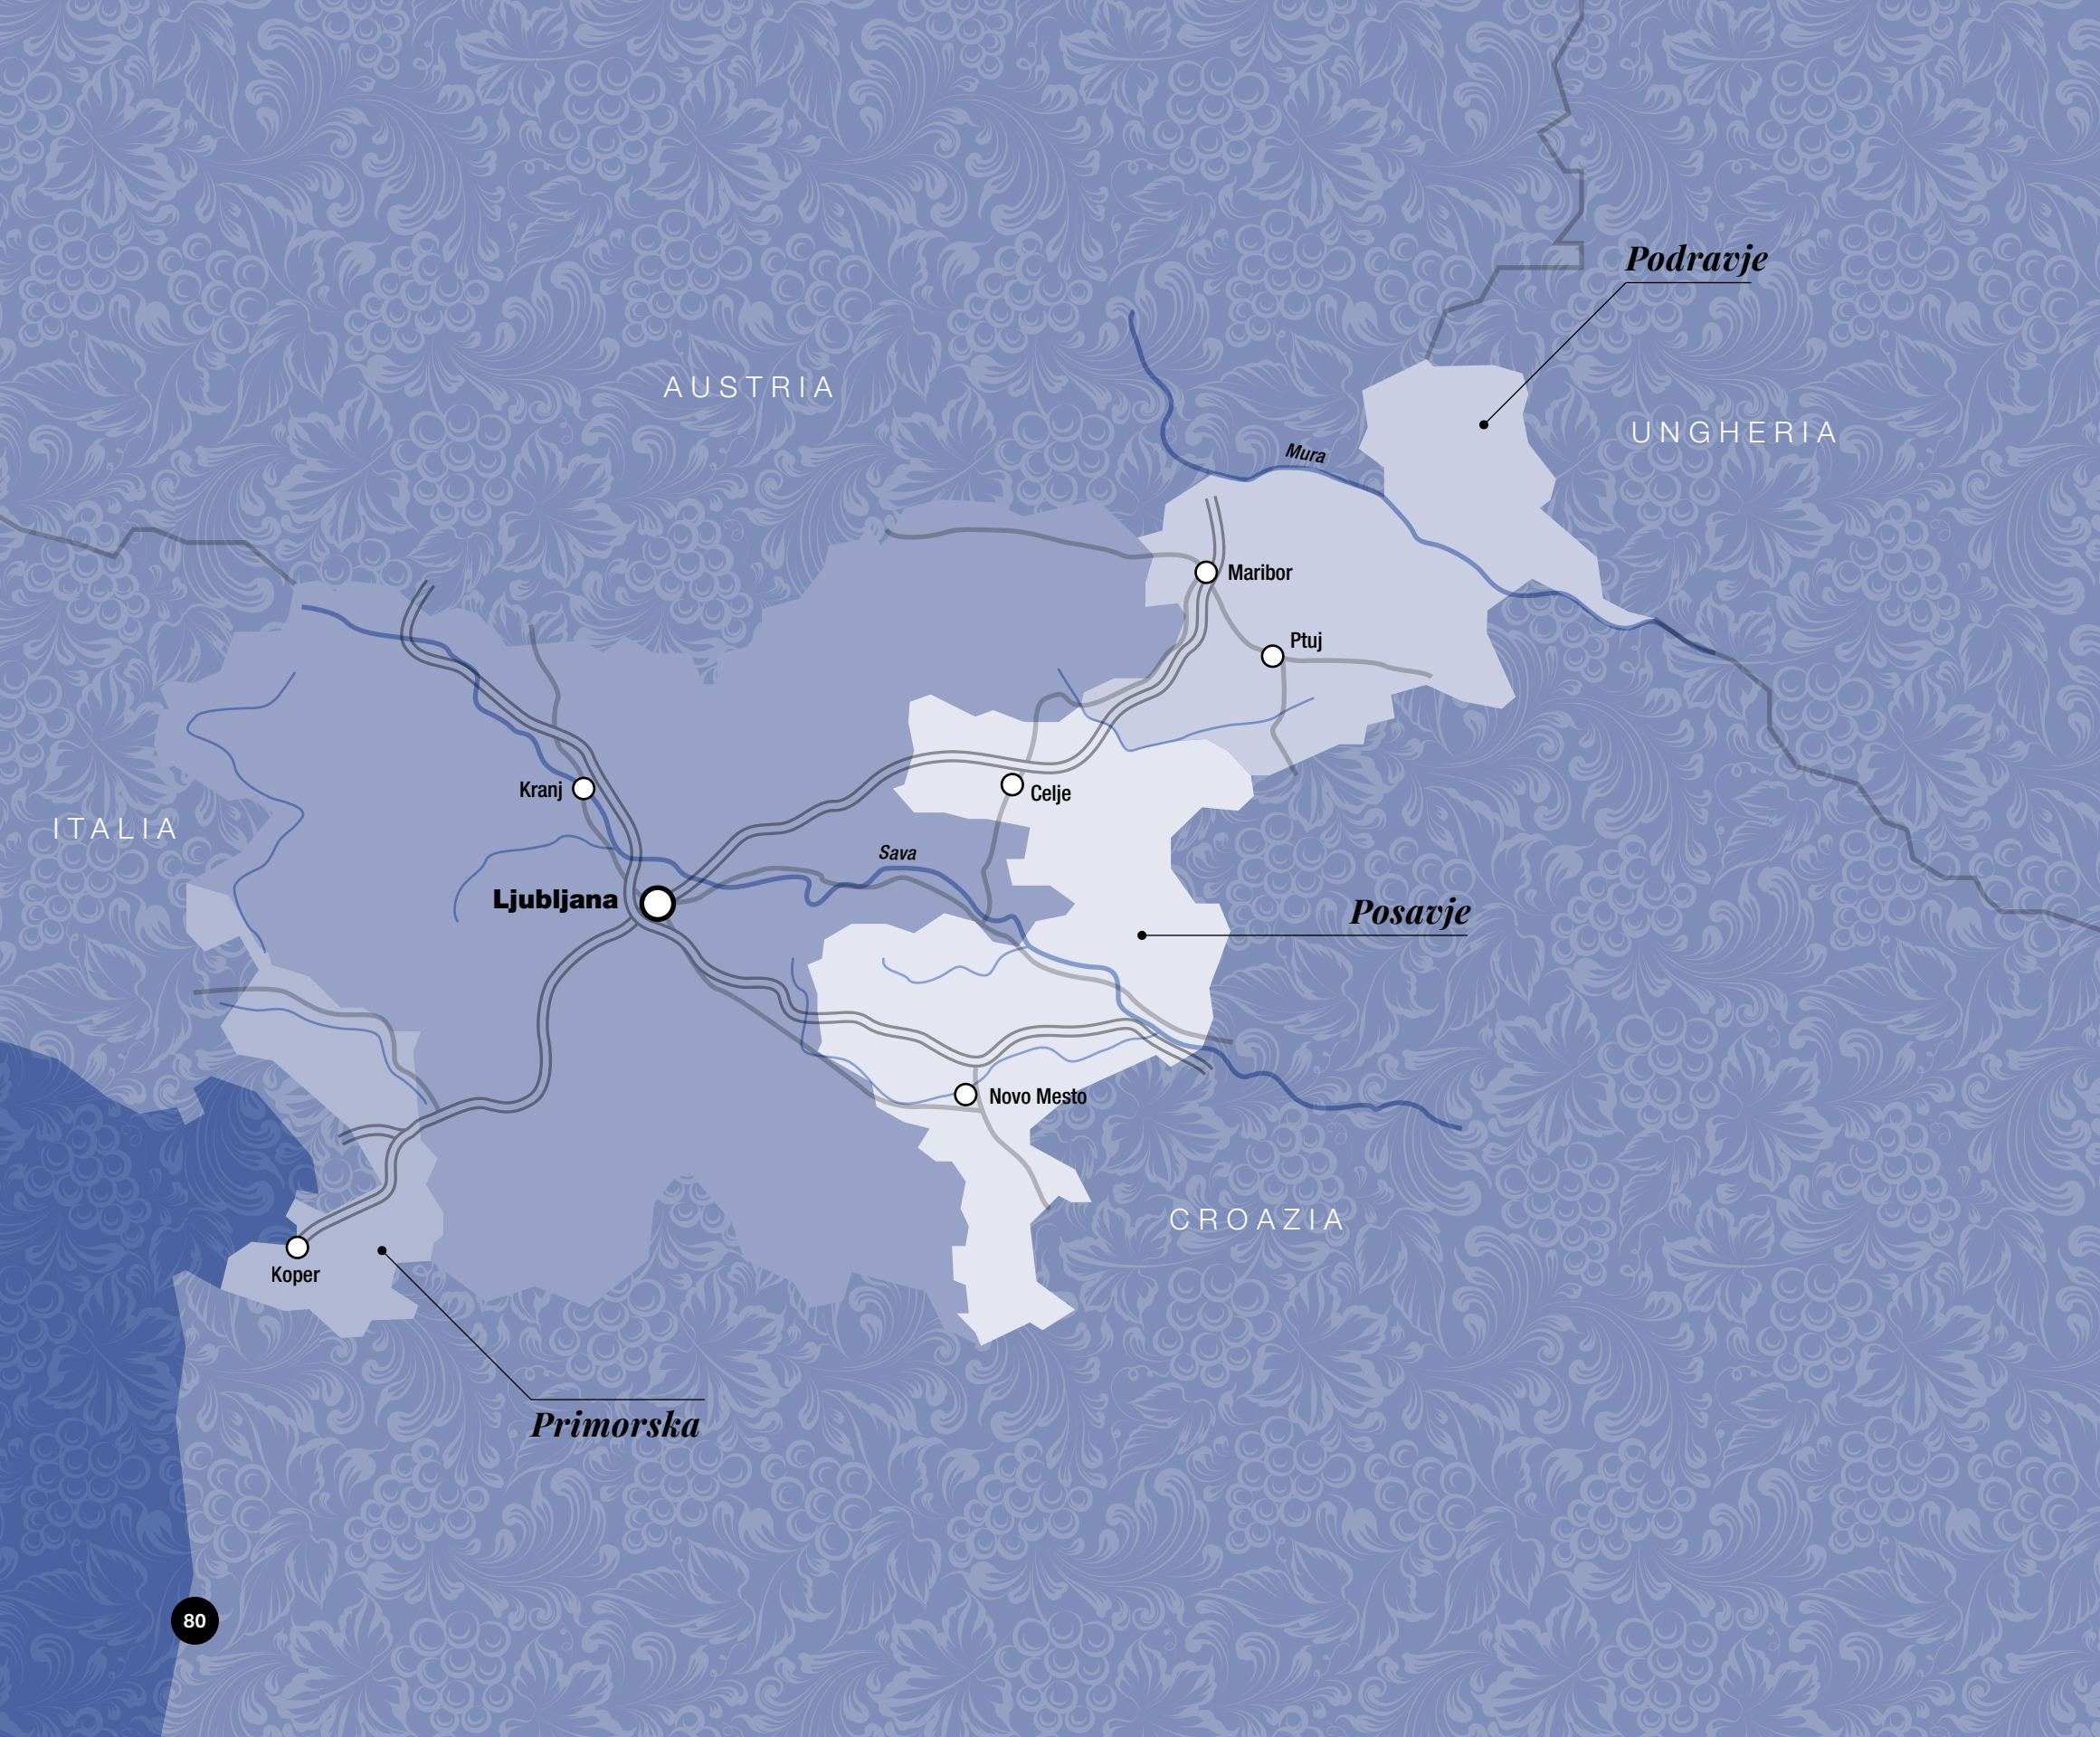 Podravje
AUSTRIA
UNGHERIA
Mura
Maribor
Ptuj
Kranj
Celje
ITALIA
Sava
Ljubljana
Posavje
Novo Mesto
CROAZIA
Koper
Primorska
80